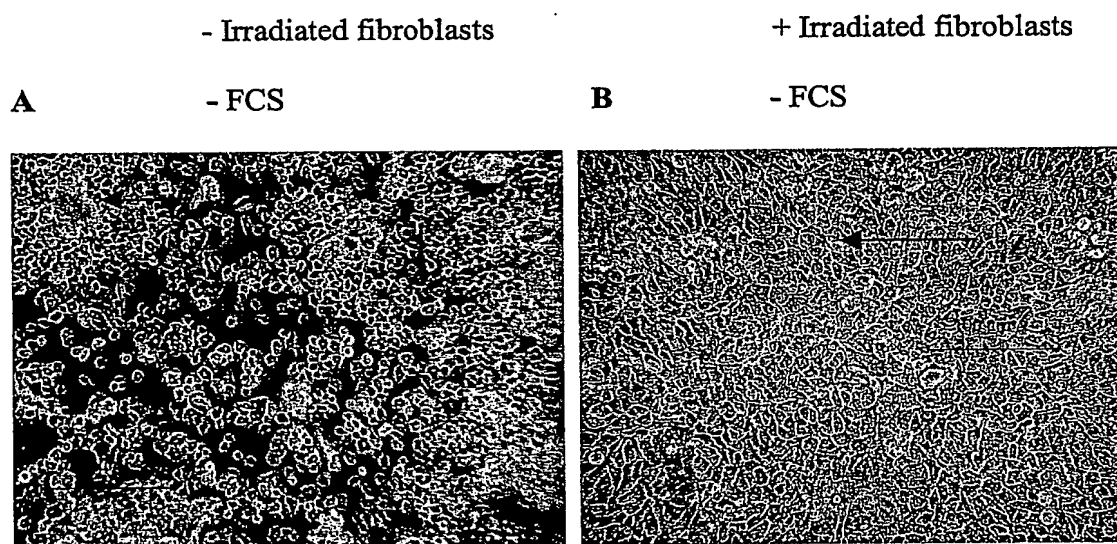 - Irradiated fibroblasts
+ Irradiated fibroblasts
A - FCS
B - FCS